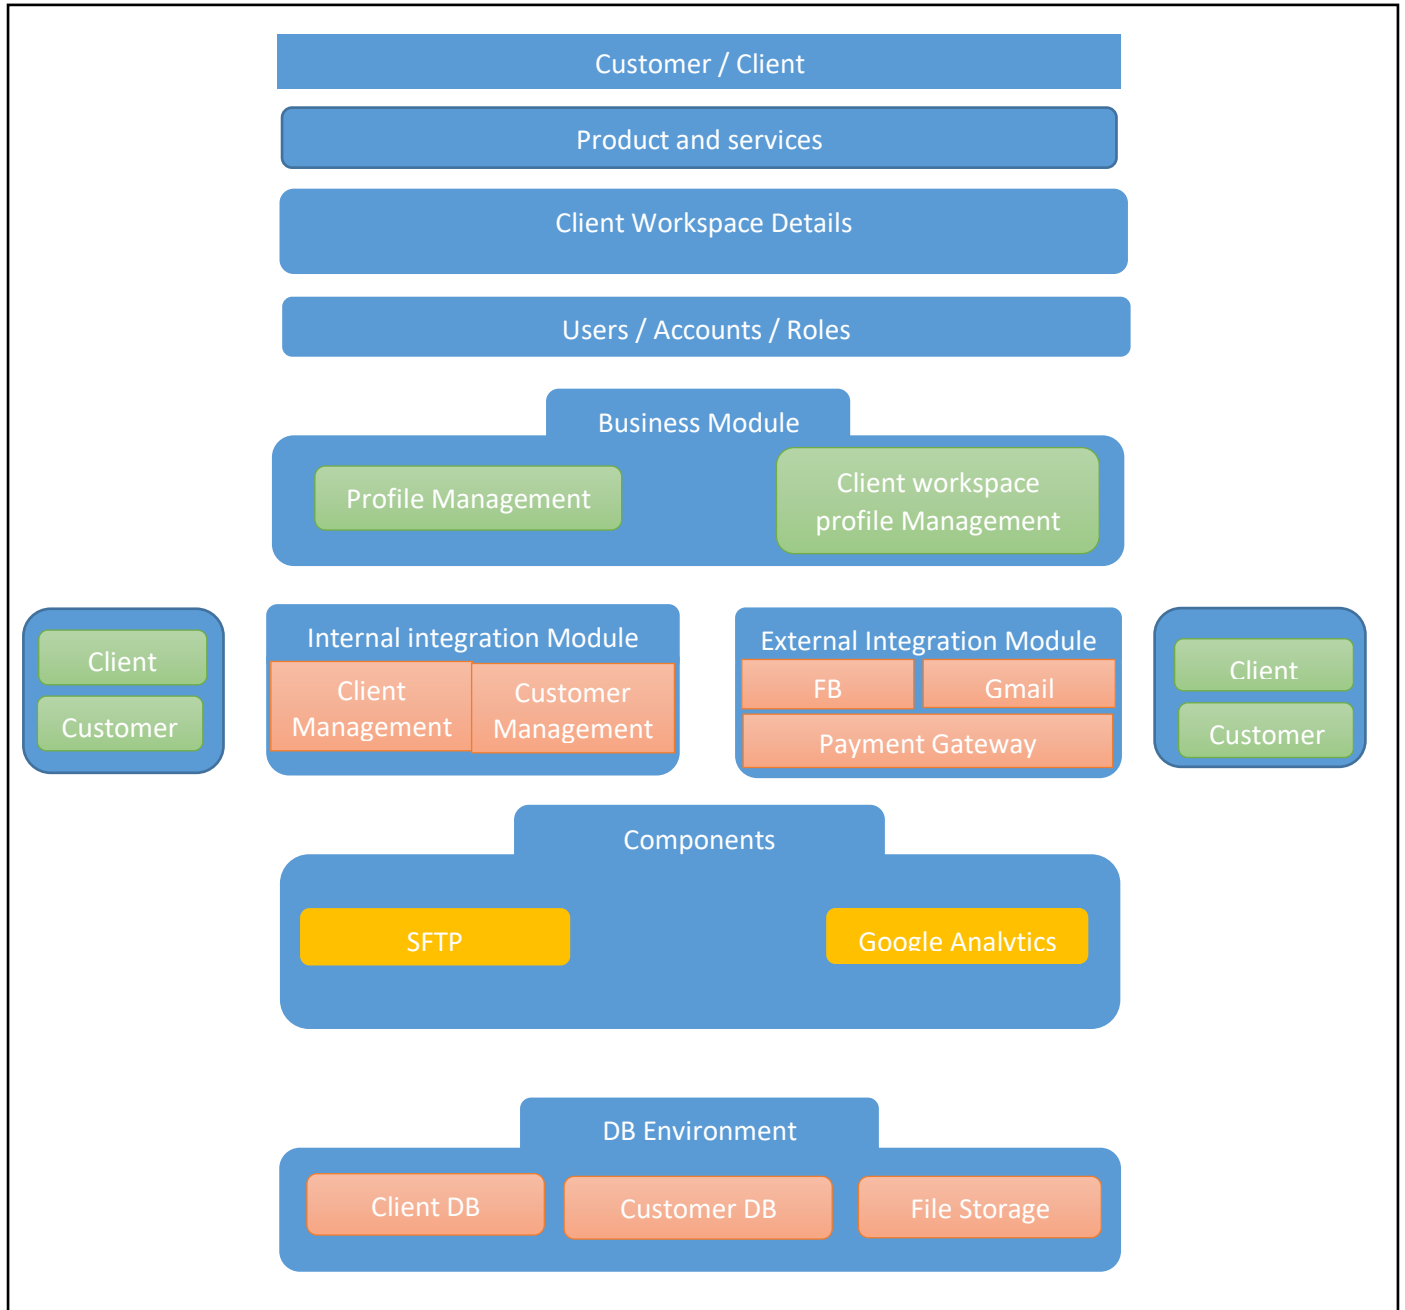 Customer / Client
Product and services
Client Workspace Details
Users / Accounts / Roles
Business Module
Profile Management
Client workspace
profile Management
Client
Customer
Internal integration Module
Client
Management
Customer
Management
External Integration Module
FB
Gmail
Payment Gateway
Client
Customer
Components
SFTP
Google Analytics
DB Environment
Client DB
Customer DB
File Storage